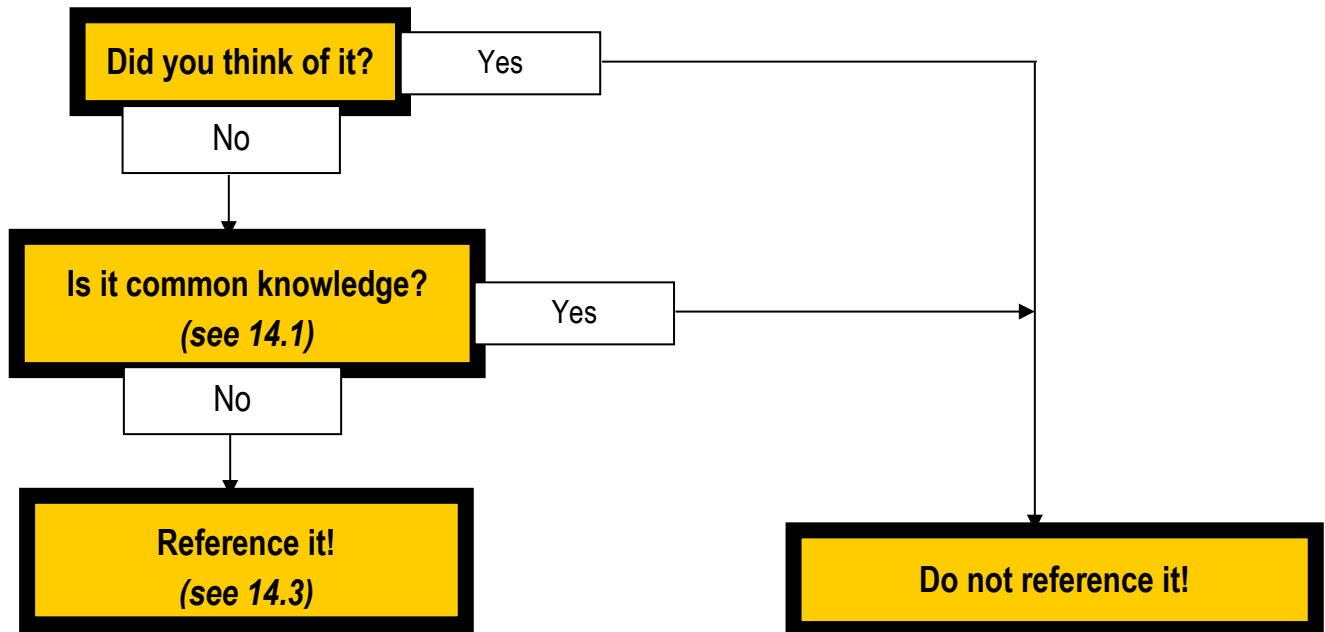 Did you think of it?
Yes
No
Is it common knowledge?
(see 14.1)
Yes
No
Reference it!
(see 14.3)
Do not reference it!